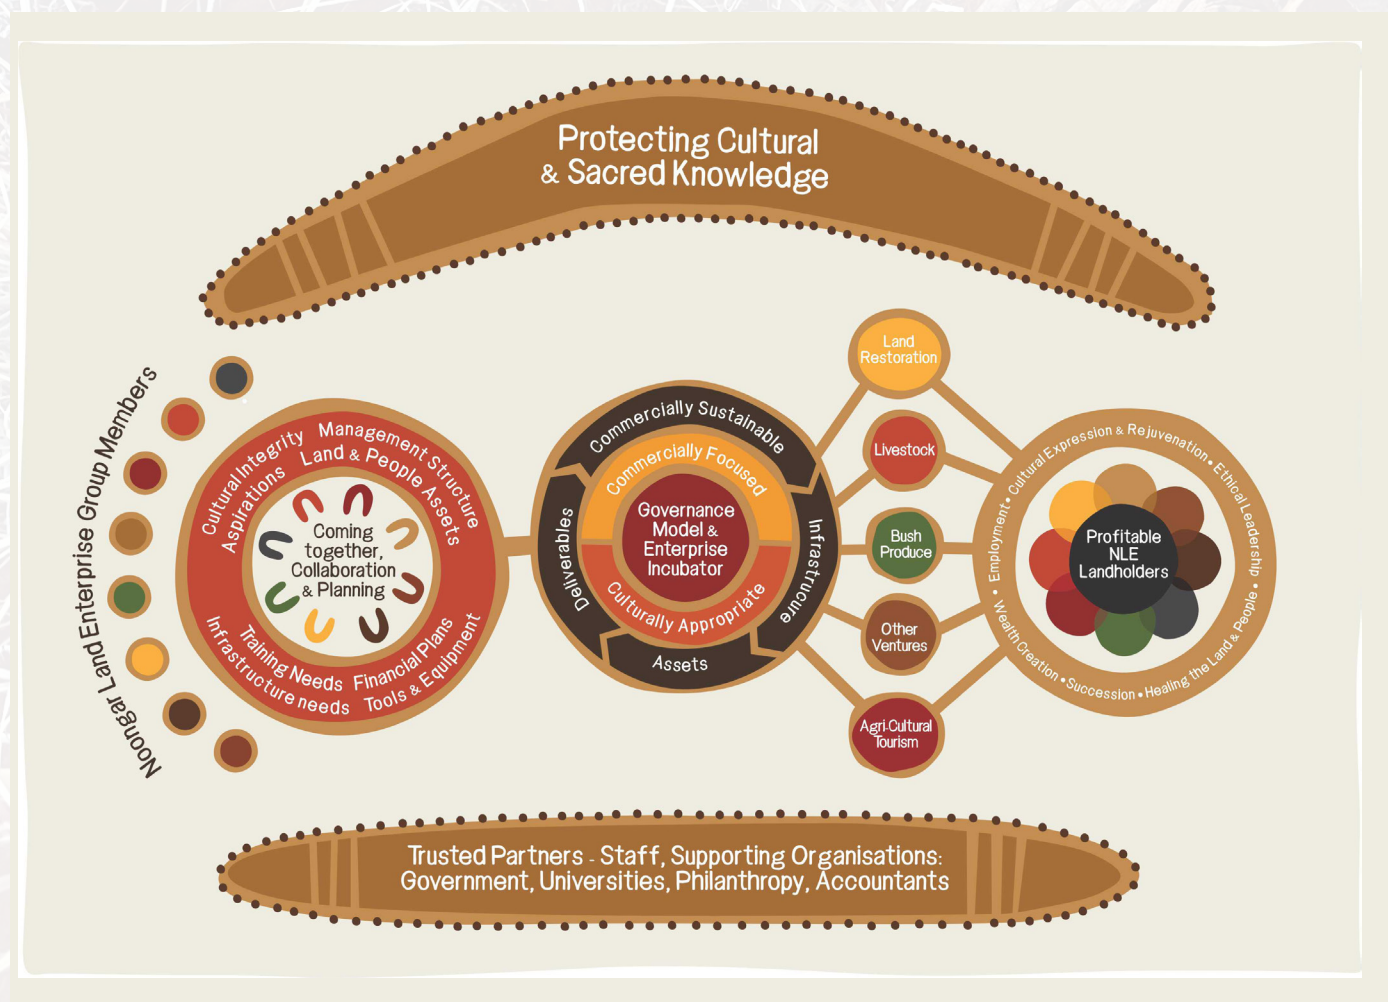 Protecting Cultural
& Sacred Knowledge
Noongar Land Enterprise Group Members
Cultural Integrity
Aspirations
Management Structure
Land & People Assets
Coming
together,
Collaboration
& Planning
Training Needs
Infrastructure needs
Financial Plans
Tools & Equipment
Commercially Sustainable
Infrastrucure
Assets
Deliverables
Commercially Focused
Governance
Model &
Enterprise
Incubator
Culturally Appropriate
Land
Restoration
Livestock
Bush
Produce
Other
Ventures
Agri-Cultural
Tourism
• Employment • Cultural Expression & Rejuvenation • Ethical Leadership
• Wealth Creation • Succession • Healing the Land & People •
Profitable
NLE
Landholders
Trusted Partners - Staff, Supporting Organisations:
Government, Universities, Philanthropy, Accountants